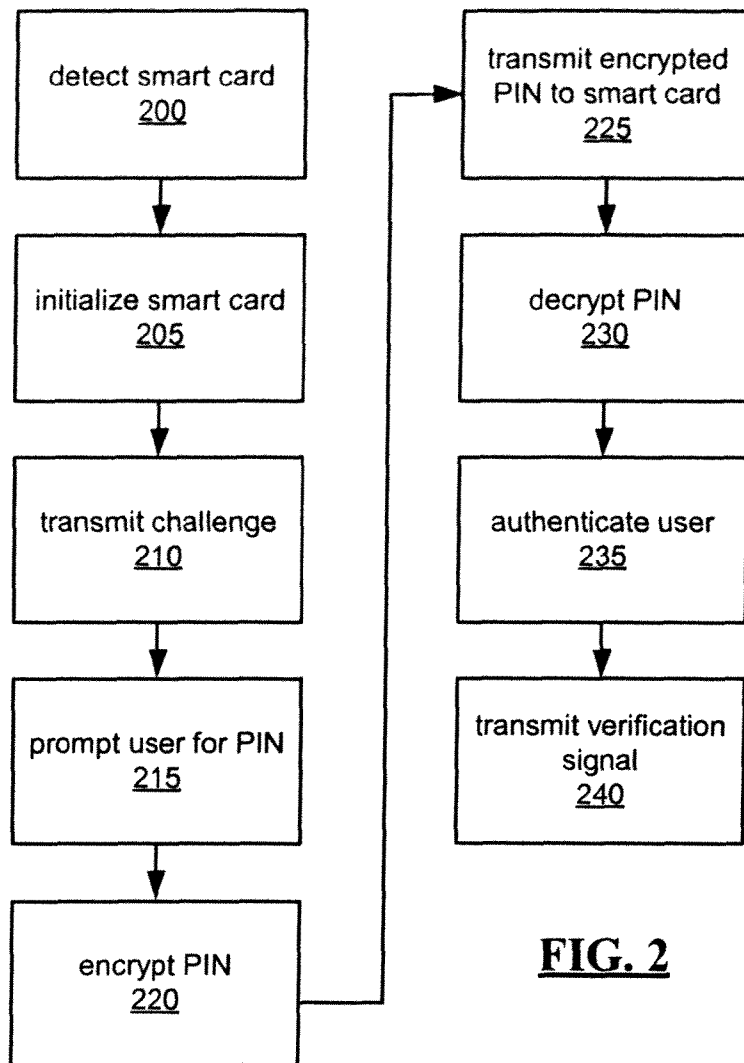 detect smart card
200
initialize smart card
205
transmit challenge
210
prompt user for PIN
215
encrypt PIN
220
transmit encrypted
PIN to smart card
225
decrypt PIN
230
authenticate user
235
transmit verification
signal
240
FIG. 2